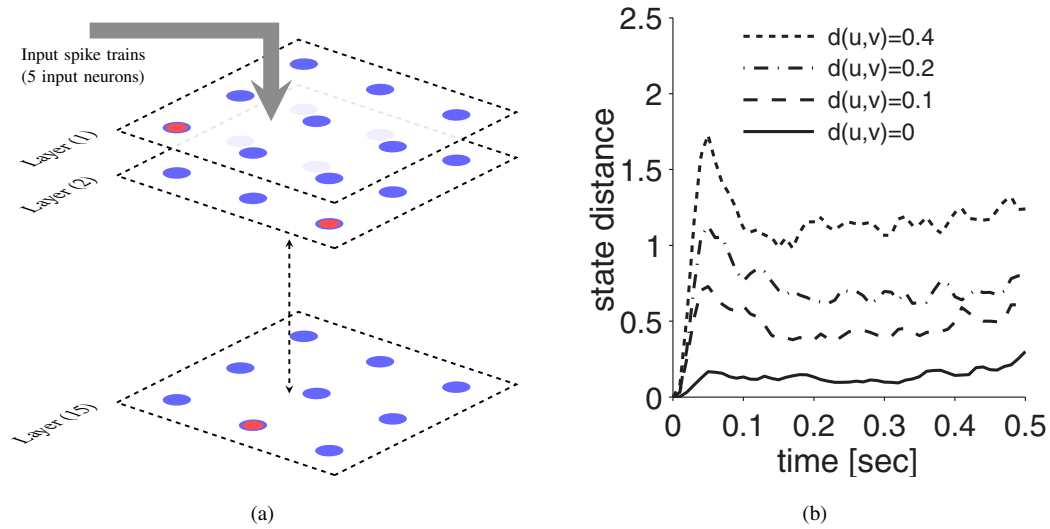 Input spike trains
(5 input neurons)
Layer (1)
Layer (2)
Layer (15)
(a)
2.5
2
1.5
1
0.5
0
state distance
d(u,v)=0.4
d(u,v)=0.2
d(u,v)=0.1
d(u,v)=0
0 0.1 0.2 0.3 0.4 0.5
time [sec]
(b)